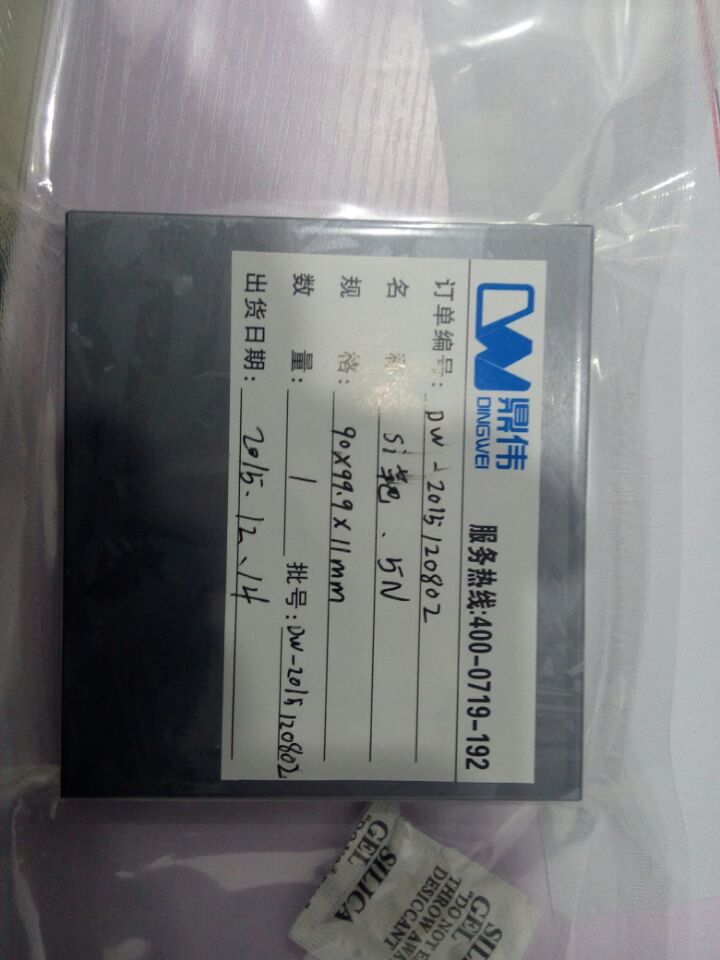 鼎伟
DINGWEI
服务热线:400-0719-192
订单编号: DW-2015120802
名 称: Si靶、5N
规 格: 90X99.9X11mm
数 量: 1 批号: DW-2015120802
出货日期: 2015.12.14
SILICA
GEL
SILICA
GEL
"DO NOT E
THROW AWA
DESICCANT